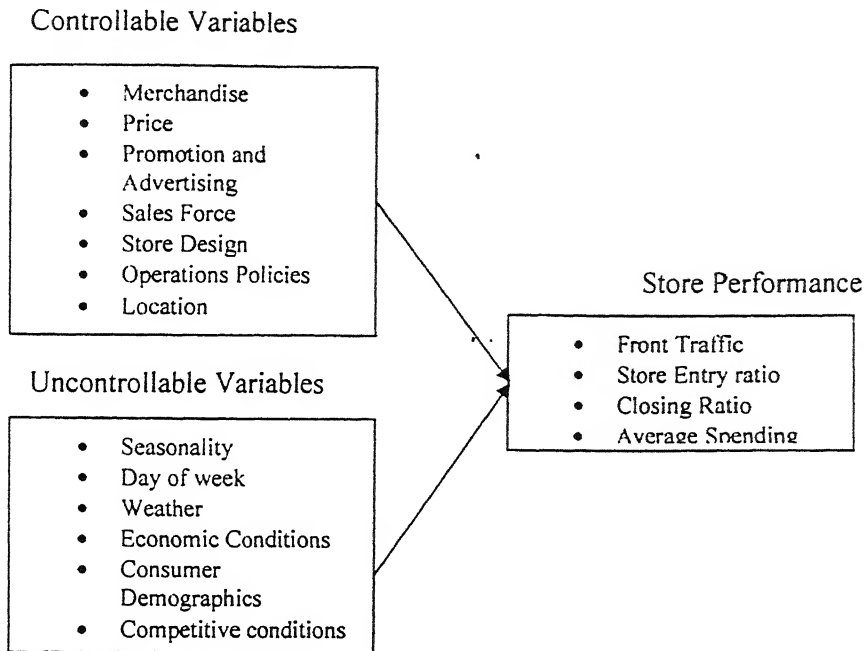 Controllable Variables
• Merchandise
• Price
• Promotion and
Advertising
• Sales Force
• Store Design
• Operations Policies
• Location
Uncontrollable Variables
• Seasonality
• Day of week
• Weather
• Economic Conditions
• Consumer
Demographics
• Competitive conditions
Store Performance
• Front Traffic
• Store Entry ratio
• Closing Ratio
• Average Spending